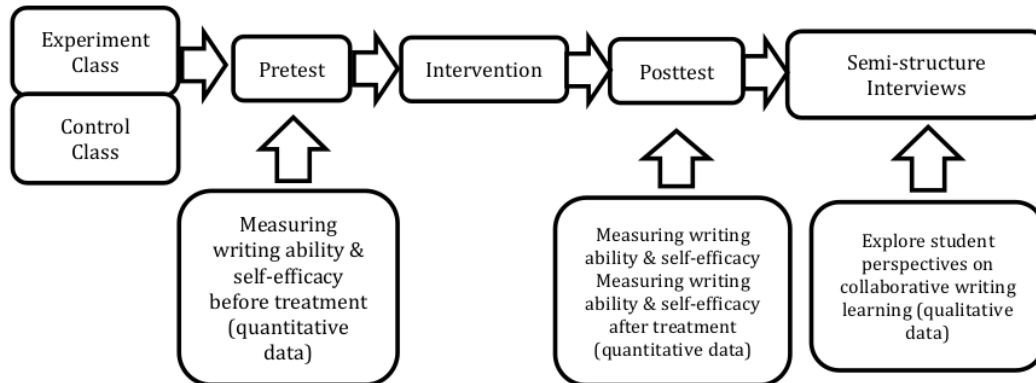 Experiment
Class
Control
Class
Pretest
Intervention
Posttest
Semi-structure
Interviews
Measuring
writing ability &
self-efficacy
before treatment
(quantitative
data)
Measuring writing
ability & self-efficacy
Measuring writing
ability & self-efficacy
after treatment
(quantitative data)
Explore student
perspectives on
collaborative writing
learning (qualitative
data)